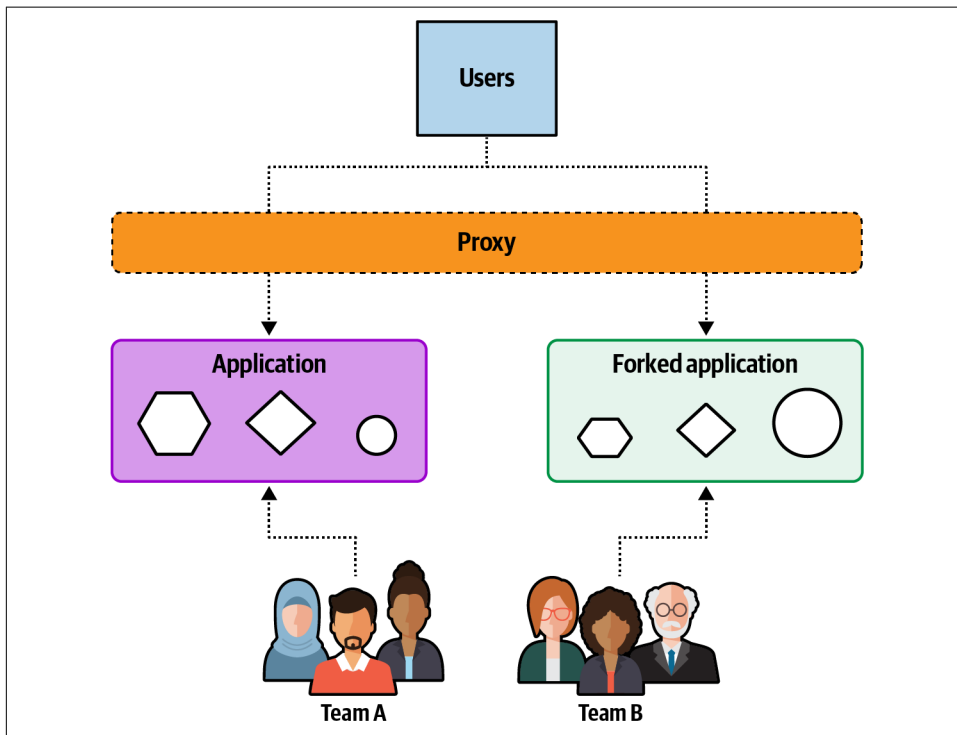 Users
Proxy
Application
Forked application
Team A
Team B